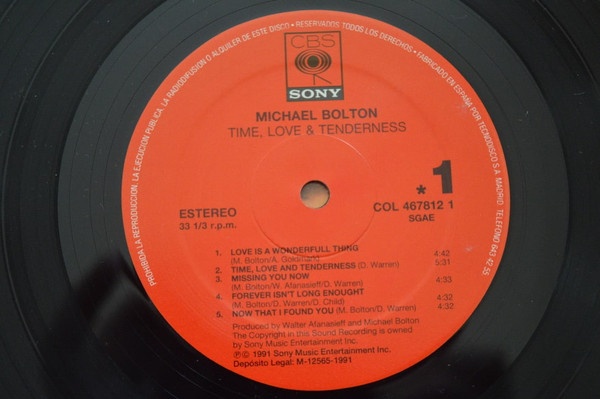 PROHIBIDA LA REPRODUCCION, LA EJECUCION PUBLICA, LA RADIODIFUSION O ALQUILER DE ESTE DISCO • RESERVADOS TODOS LOS DERECHOS • FABRICADO EN ESPAÑA POR TECNODISCO S.A. MADRID. TELEFONO 643 42 55
CBS
SONY
MICHAEL BOLTON
TIME, LOVE & TENDERNESS
* 1
ESTEREO
33 1/3 r.p.m.
COL 467812 1
SGAE
1. LOVE IS A WONDERFULL THING
(M. Bolton/A. Goldmark) 4:42
2. TIME, LOVE AND TENDERNESS (D. Warren) 5:31
3. MISSING YOU NOW
(M. Bolton/W. Afanasieff/D. Warren) 4:33
4. FOREVER ISN'T LONG ENOUGHT
(M. Bolton/D. Warren/D. Child) 4:32
5. NOW THAT I FOUND YOU (M. Bolton/D. Warren) 4:32
Produced by Walter Afanasieff and Michael Bolton
The Copyright in this Sound Recording is owned
by Sony Music Entertainment Inc.
℗© 1991 Sony Music Entertainment Inc.
Depósito Legal: M-12565-1991